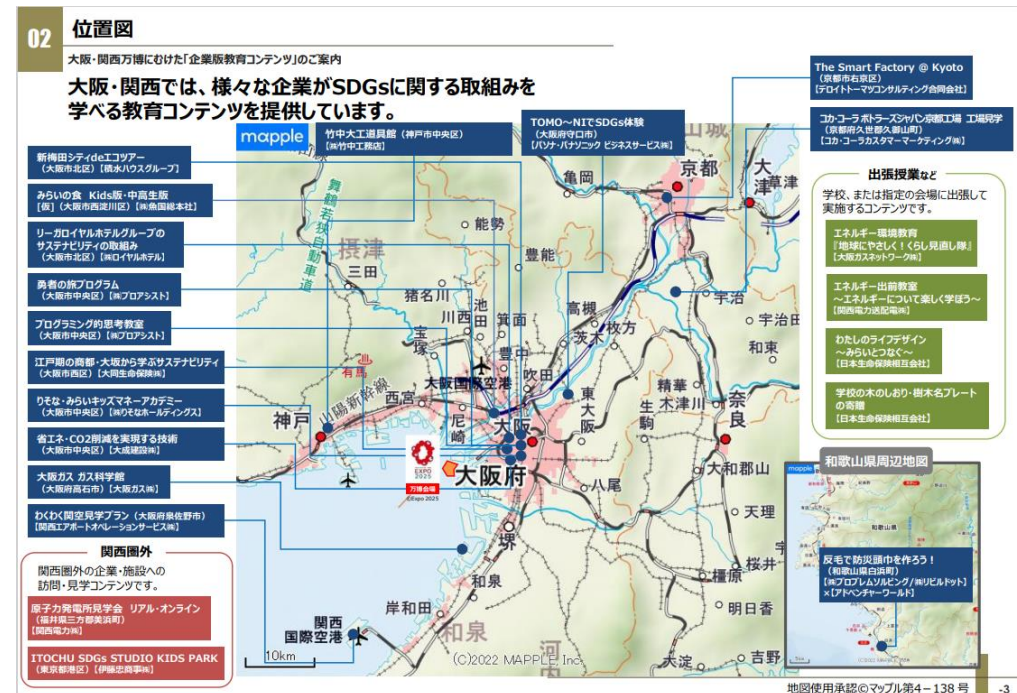 02
位置図
大阪・関西万博にむけた「企業版教育コンテンツ」のご案内
大阪・関西では、様々な企業がSDGsに関する取組みを
学べる教育コンテンツを提供しています。
新梅田シティdeエコツアー
（大阪市北区）【積水ハウスグループ】
みらいの食　Kids版・中高生版
[仮]（大阪市西淀川区）【㈱魚国総本社】
リーガロイヤルホテルグループの
サステナビリティの取組み
（大阪市北区）【㈱ロイヤルホテル】
勇者の旅プログラム
（大阪市中央区）【㈱プロアシスト】
プログラミング的思考教室
（大阪市中央区）【㈱プロアシスト】
江戸期の商都・大坂から学ぶサステナビリティ
（大阪市西区）【大同生命保険㈱】
りそな・みらいキッズマネーアカデミー
（大阪市中央区）【㈱りそなホールディングス】
省エネ・CO2削減を実現する技術
（大阪市中央区）【大成建設㈱】
大阪ガス ガス科学館
（大阪府高石市）【大阪ガス㈱】
わくわく関空見学プラン（大阪府泉佐野市）
【関西エアポートオペレーションサービス㈱】
関西圏外
関西圏外の企業・施設への
訪問・見学コンテンツです。
原子力発電所見学会 リアル・オンライン
（福井県三方郡美浜町）
【関西電力㈱】
ITOCHU SDGs STUDIO KIDS PARK
（東京都港区）【伊藤忠商事㈱】
mapple
竹中大工道具館（神戸市中央区）
【㈱竹中工務店】
TOMO～NIでSDGs体験
（大阪府守口市）
【パソナ・パナソニック ビジネスサービス㈱】
The Smart Factory @ Kyoto
（京都市右京区）
【デロイトトーマツコンサルティング合同会社】
コカ・コーラ ボトラーズジャパン京都工場 工場見学
（京都府久世郡久御山町）
【コカ・コーラカスタマーマーケティング㈱】
出張授業など
学校、または指定の会場に出張して
実施するコンテンツです。
エネルギー環境教育
『地球にやさしく！くらし見直し隊』
【大阪ガスネットワーク㈱】
エネルギー出前教室
～エネルギーについて楽しく学ぼう～
【関西電力送配電㈱】
わたしのライフデザイン
～みらいとつなぐ～
【日本生命保険相互会社】
学校の木のしおり・樹木名プレート
の寄贈
【日本生命保険相互会社】
山城
京都
大津
草津
亀岡
能勢
豊能
摂津
三田
舞鶴若狭自動車道
猪名川
川西
池田
箕面
高槻
茨木
枚方
宇治
宇治田
和束
宝塚
豊中
有馬
大阪国際空港
吹田
山陽新幹線
西宮
尼崎
神戸
大阪
東大阪
生駒
精華
木津川
奈良
EXPO
2025
万博会場
©Expo 2025
大阪府
八尾
大和郡山
天理
堺
桜井
橿原
和泉
明日香
岸和田
和泉
河
関西
国際空港
大淀
吉野
10km
(C)2022 MAPPLE Inc.
和歌山県周辺地図
mapple
和歌山県
反毛で防災頭巾を作ろう！
（和歌山県白浜町）
【㈱プロブレムソルビング/㈱リビルドット】
×【アドベンチャーワールド】
地図使用承認©マップル第4－138号
-3